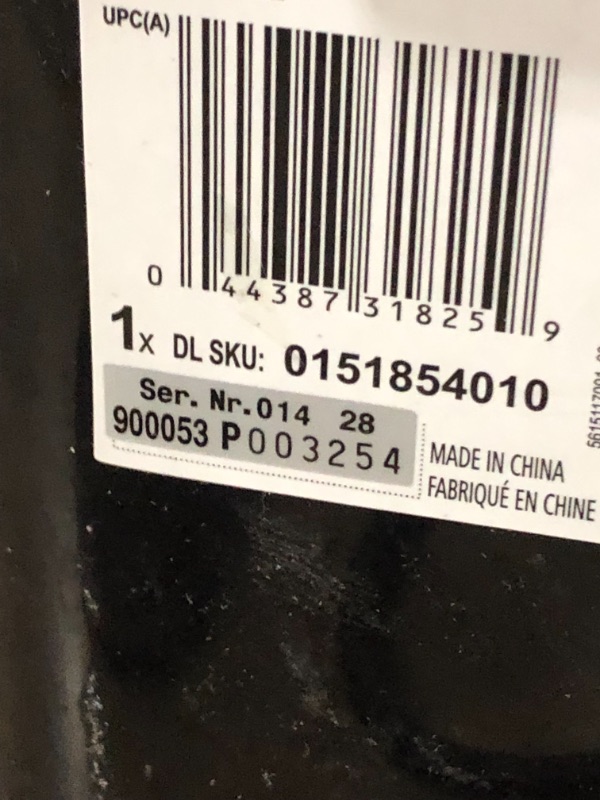 UPC(A)
0 44387 31825 9
1x DL SKU: 0151854010
Ser. Nr.014 28
900053 P003254
MADE IN CHINA
FABRIQUÉ EN CHINE